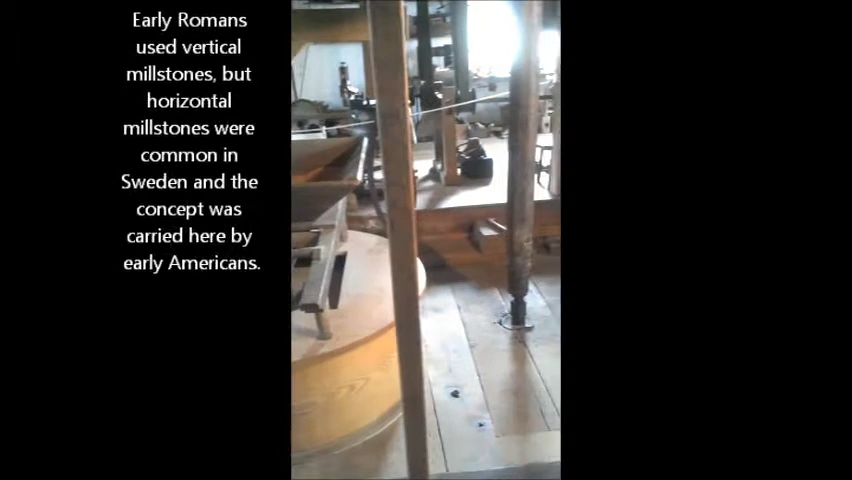 Early Romans
used vertical
millstones, but
horizontal
millstones were
common in
Sweden and the
concept was
carried here by
early Americans.